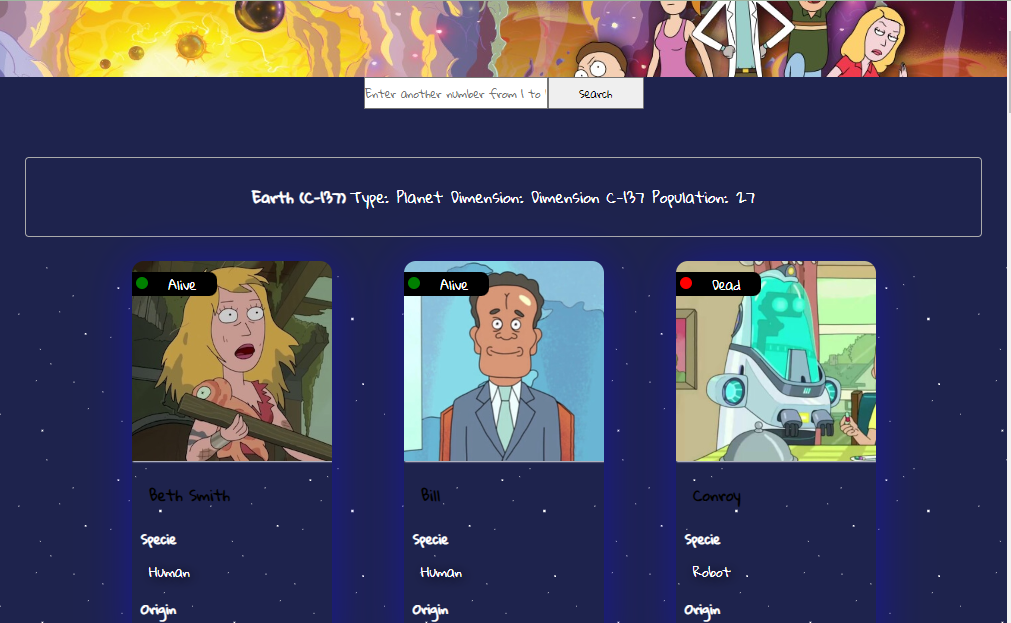 Enter another number from 1 to
Search
Earth (C-137) Type: Planet Dimension: Dimension C-137 Population: 27
Alive Alive Dead
Beth Smith Bill Conroy
Specie Specie Specie
Human Human Robot
Origin Origin Origin